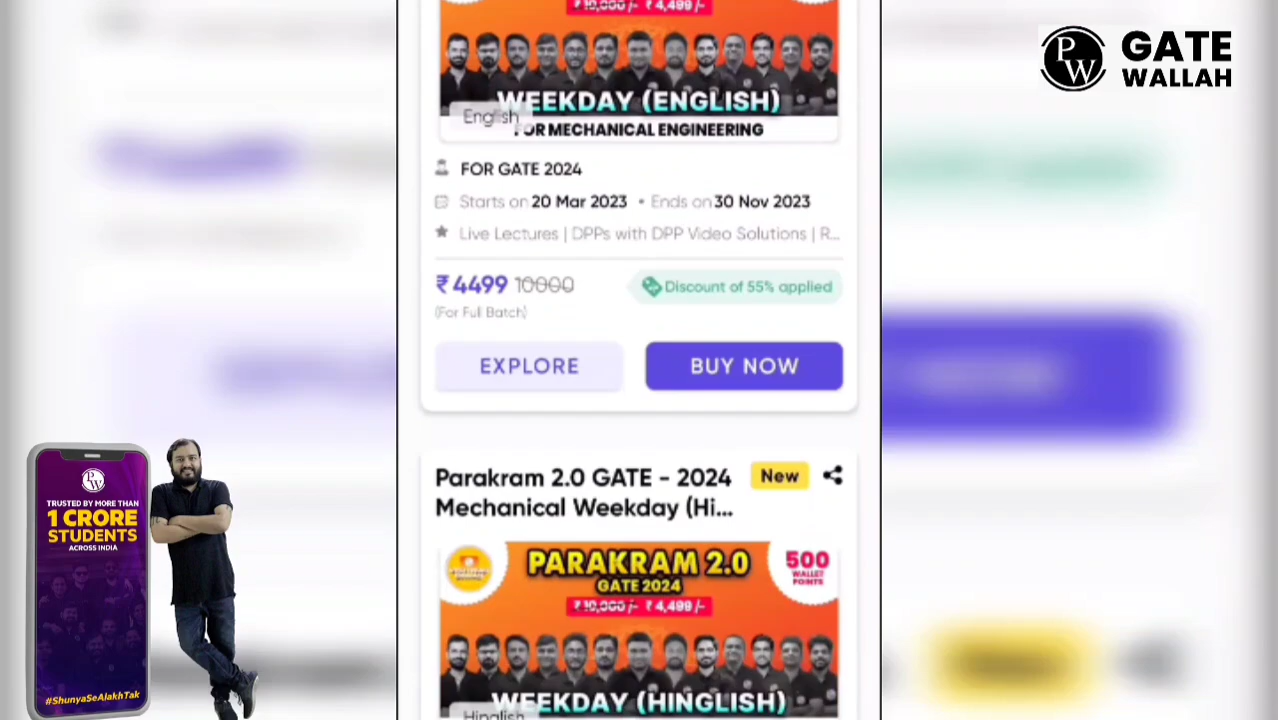 ₹ 10,000 /- ₹ 4,499 /-
WEEKDAY (ENGLISH)
English
FOR MECHANICAL ENGINEERING
FOR GATE 2024
Starts on 20 Mar 2023 • Ends on 30 Nov 2023
Live Lectures | DPPs with DPP Video Solutions | R...
₹ 4499 10000
Discount of 55% applied
(For Full Batch)
EXPLORE
BUY NOW
Parakram 2.0 GATE - 2024
Mechanical Weekday (Hi...
New
PARAKRAM 2.0
GATE 2024
₹ 10,000 /- ₹ 4,499 /-
500
WALLET
POINTS
WEEKDAY (HINGLISH)
Hinglish
PW
GATE
WALLAH
PW
TRUSTED BY MORE THAN
1 CRORE
STUDENTS
ACROSS INDIA
#ShunyaSeAlakhTak